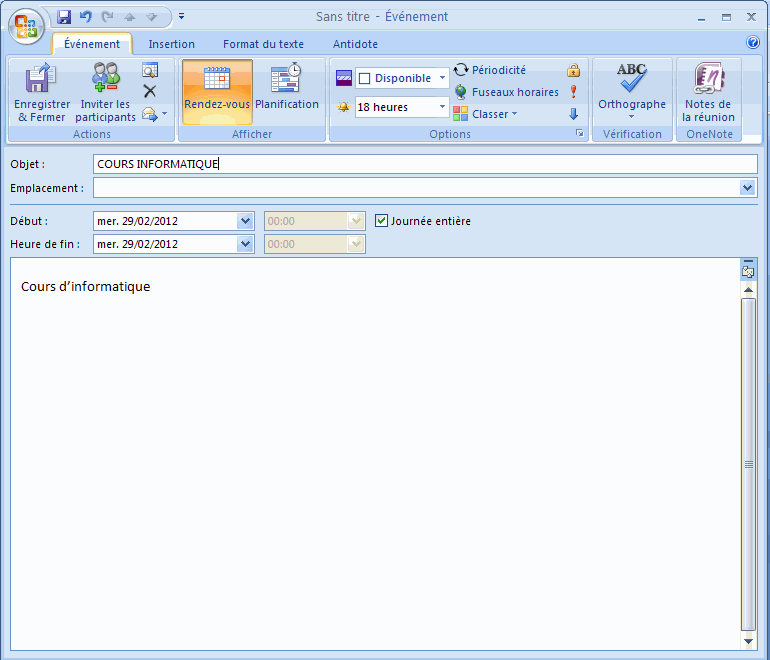 Sans titre - Événement
Événement Insertion Format du texte Antidote
Enregistrer & Fermer
Inviter les participants
Actions
Rendez-vous
Planification
Afficher
Disponible
18 heures
Périodicité
Fuseaux horaires
Classer
Options
ABC
Orthographe
Vérification
Notes de la réunion
OneNote
Objet : COURS INFORMATIQUE
Emplacement :
Début : mer. 29/02/2012 00:00 Journée entière
Heure de fin : mer. 29/02/2012 00:00
Cours d’informatique